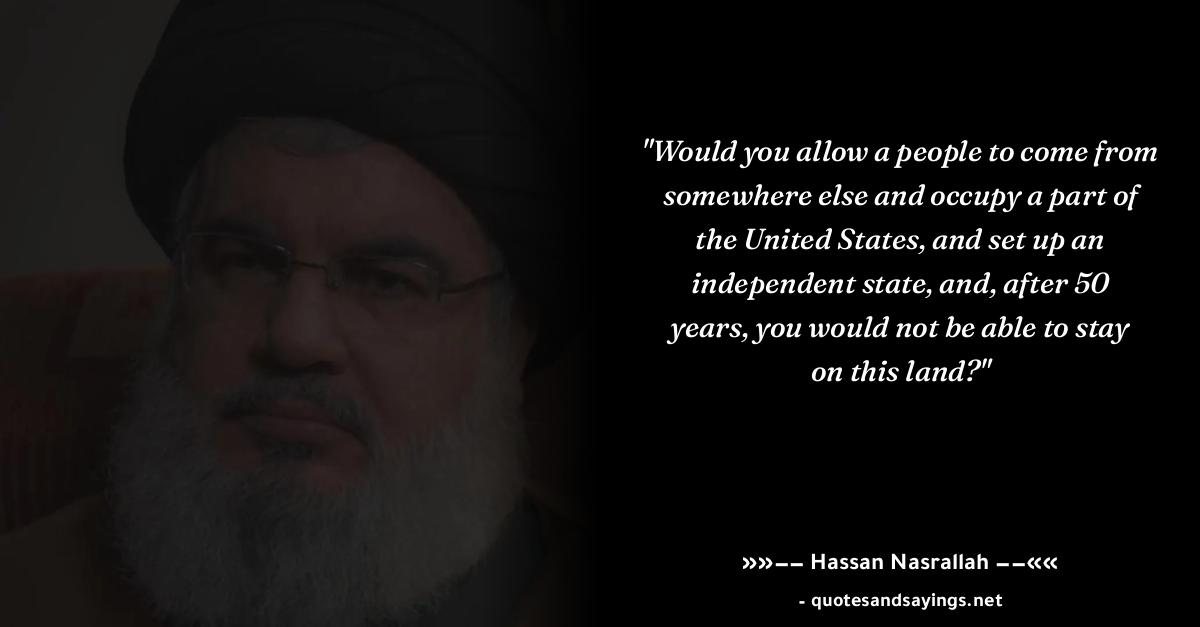 "Would you allow a people to come from
somewhere else and occupy a part of
the United States, and set up an
independent state, and, after 50
years, you would not be able to stay
on this land?"
»»–– Hassan Nasrallah ––««
- quotesandsayings.net